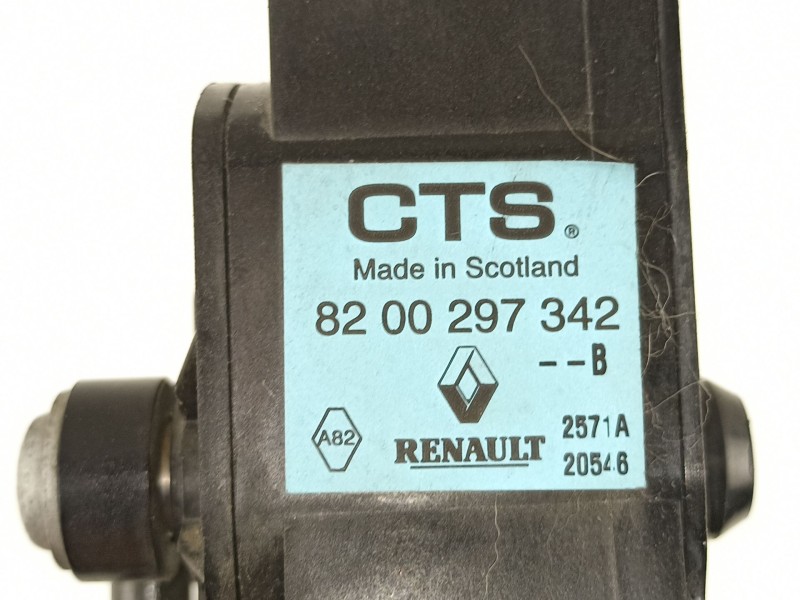 CTS®
Made in Scotland
82 00 297 342
--B
A82
RENAULT
2571A
20546